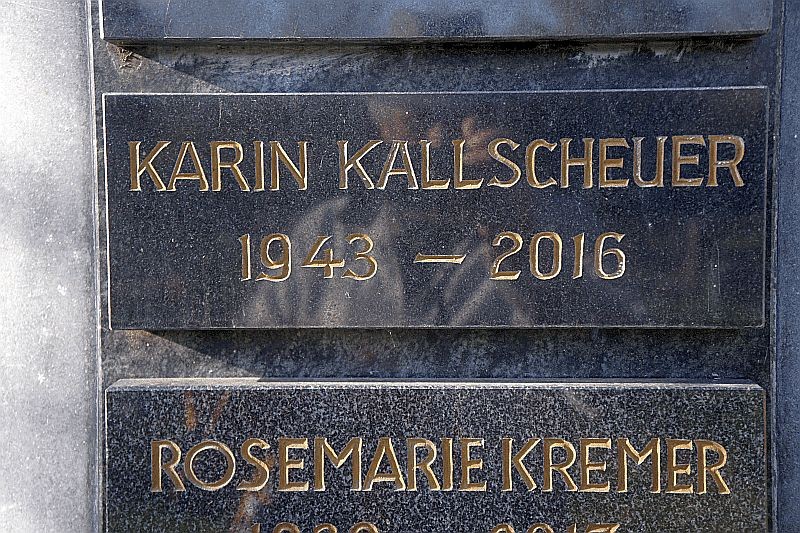 KARIN KALLSCHEUER
1943 – 2016
ROSEMARIE KREMER